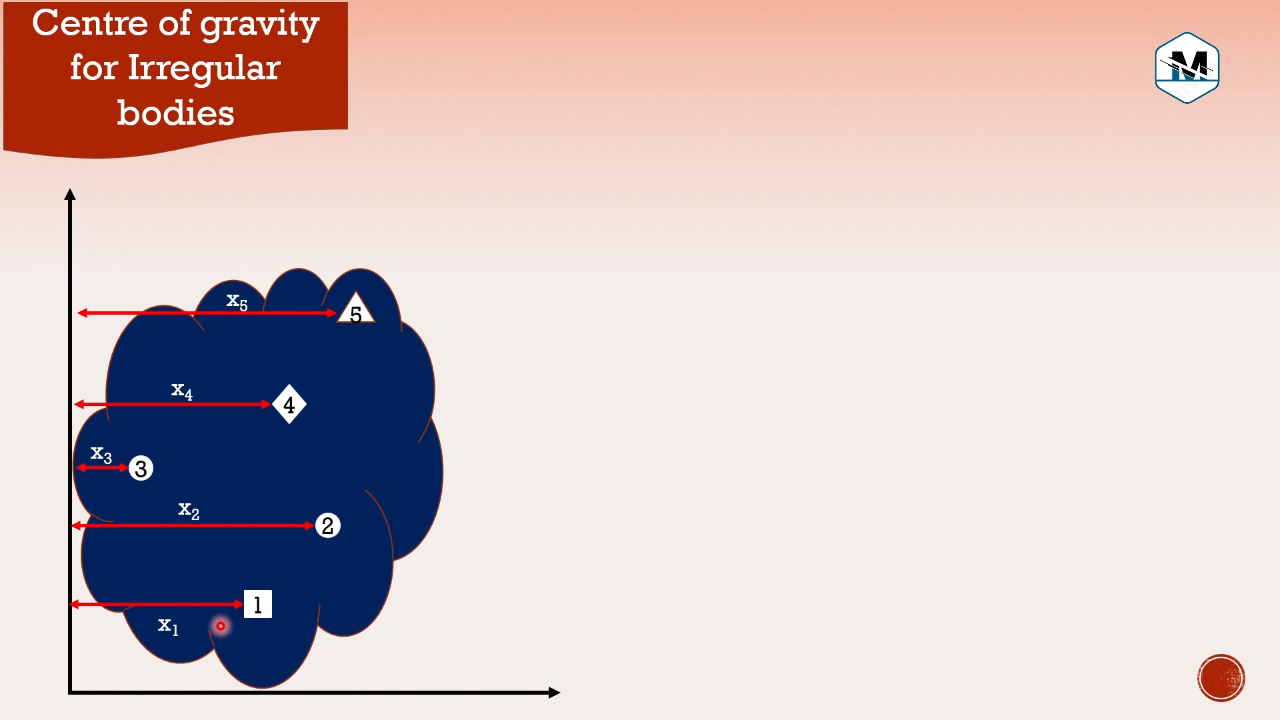 Centre of gravity
for Irregular
bodies
M
x₅
5
x₄
4
x₃
3
x₂
2
1
x₁